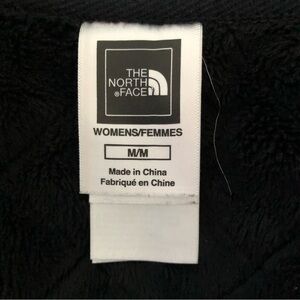 THE
NORTH
®FACE
WOMENS/FEMMES
M/M
Made in China
Fabriqué en Chine